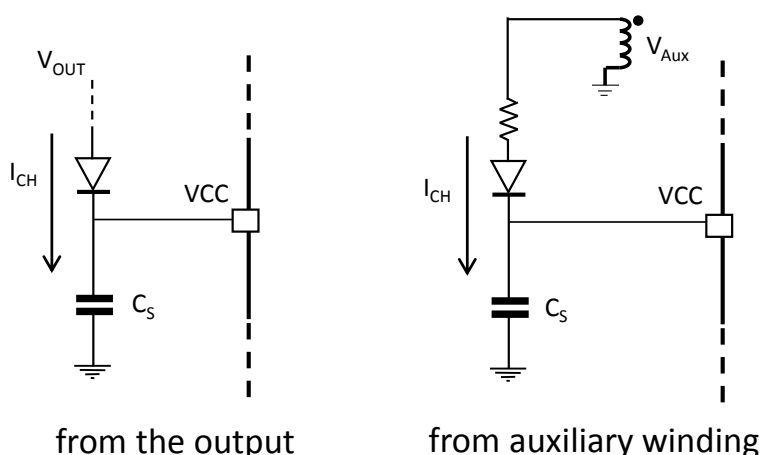 V_OUT
I_CH
VCC
C_S
from the output
V_Aux
I_CH
VCC
C_S
from auxiliary winding